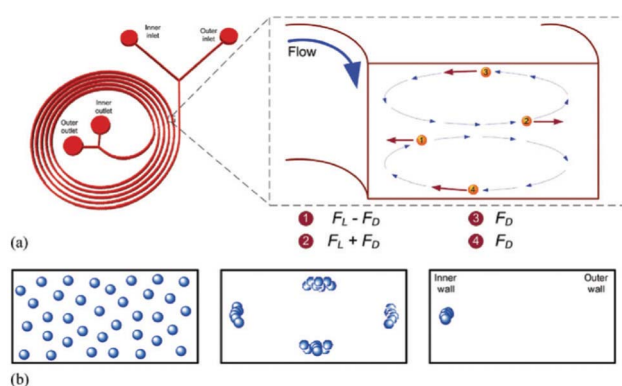 Inner
inlet
Outer
inlet
Inner
outlet
Outer
outlet
Flow
3
2
1
4
1 F_L - F_D
3 F_D
2 F_L + F_D
4 F_D
(a)
Inner
wall
Outer
wall
(b)